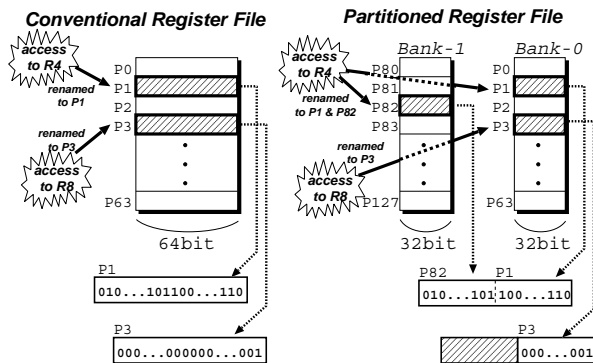 Conventional Register File
access
to R4
renamed
to P1
renamed
to P3
access
to R8
P0
P1
P2
P3
P63
64bit
P1
010...101100...110
P3
000...000000...001
Partitioned Register File
Bank-1
Bank-0
access
to R4
renamed
to P1 & P82
renamed
to P3
access
to R8
P80
P81
P82
P83
P127
P0
P1
P2
P3
P63
32bit
32bit
P82
P1
010...101
100...110
P3
000...001